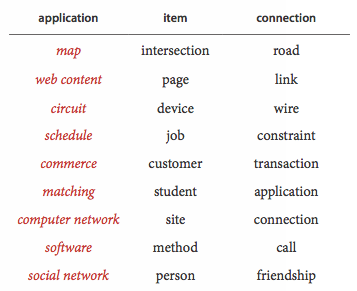 application item connection
map intersection road
web content page link
circuit device wire
schedule job constraint
commerce customer transaction
matching student application
computer network site connection
software method call
social network person friendship